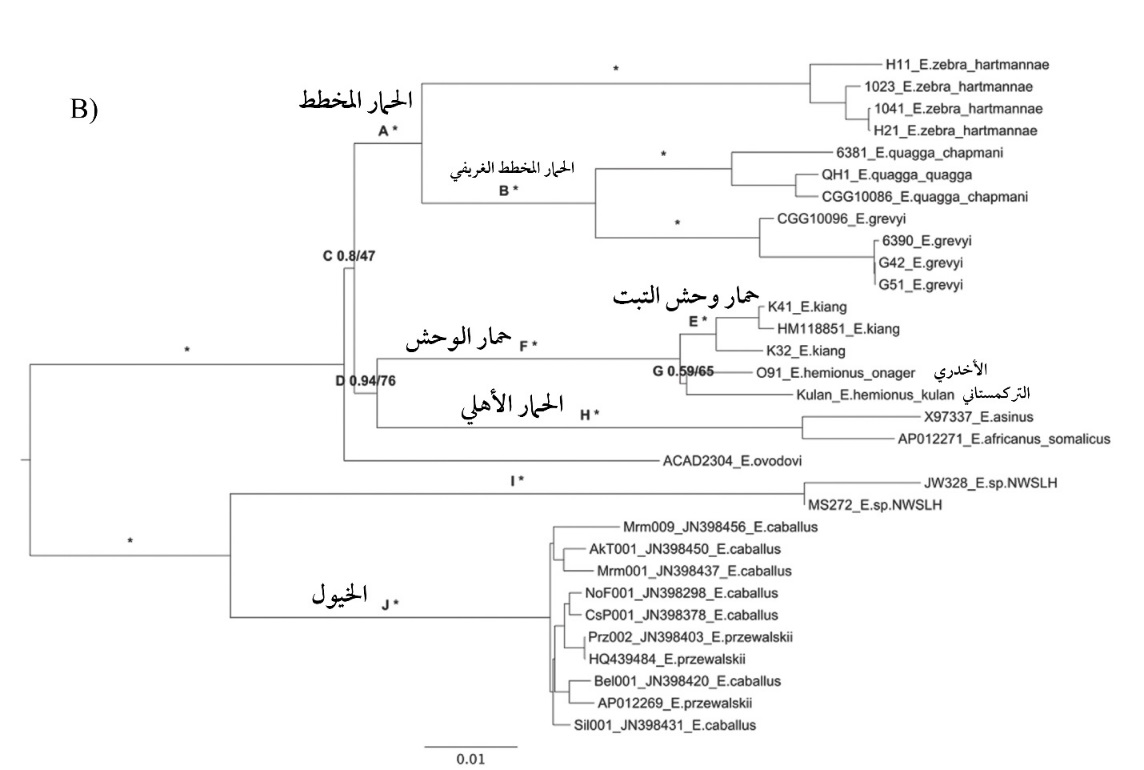 B)
*
H11_E.zebra_hartmannae
الحمار المخطط
1023_E.zebra_hartmannae
1041_E.zebra_hartmannae
A *
H21_E.zebra_hartmannae
*
6381_E.quagga_chapmani
الحمار المخطط الغريفي
QH1_E.quagga_quagga
B *
CGG10086_E.quagga_chapmani
*
CGG10096_E.grevyi
6390_E.grevyi
C 0.8/47
G42_E.grevyi
G51_E.grevyi
حمار وحش التبت
K41_E.kiang
E *
HM118851_E.kiang
حمار الوحش
F *
*
K32_E.kiang
G 0.59/65
O91_E.hemionus_onager
الأخدري
D 0.94/76
Kulan_E.hemionus_kulan
التركمستاني
الحمار الأهلي
H *
X97337_E.asinus
AP012271_E.africanus_somalicus
ACAD2304_E.ovodovi
I *
JW328_E.sp.NWSLH
MS272_E.sp.NWSLH
*
Mrm009_JN398456_E.caballus
AkT001_JN398450_E.caballus
Mrm001_JN398437_E.caballus
الخيول
J *
NoF001_JN398298_E.caballus
CsP001_JN398378_E.caballus
Prz002_JN398403_E.przewalskii
HQ439484_E.przewalskii
Bel001_JN398420_E.caballus
AP012269_E.przewalskii
Sil001_JN398431_E.caballus
0.01